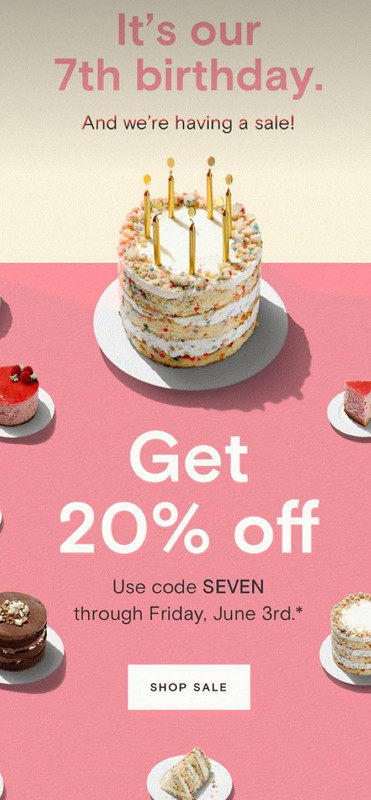 It’s our
7th birthday.
And we’re having a sale!
Get
20% off
Use code SEVEN
through Friday, June 3rd.*
SHOP SALE